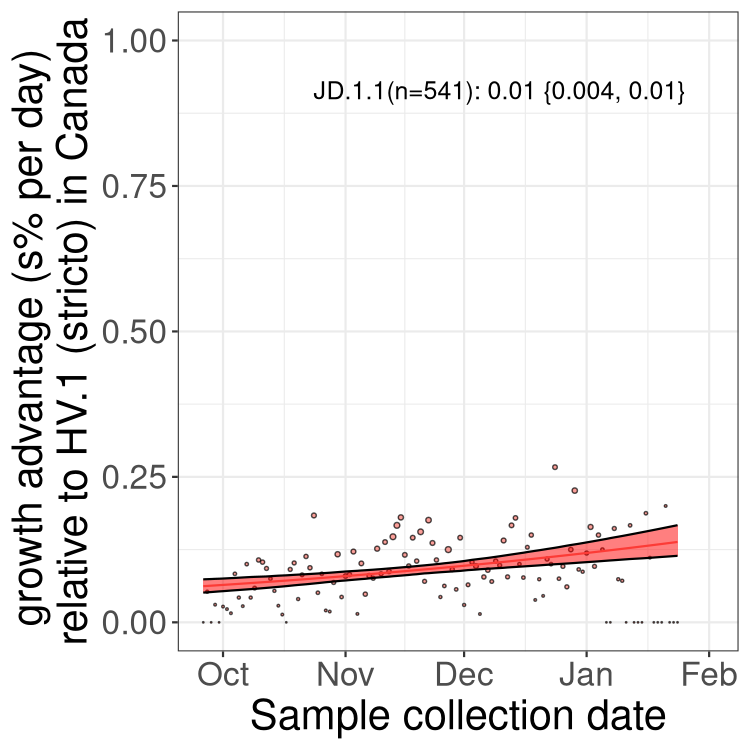 growth advantage (s% per day)
relative to HV.1 (stricto) in Canada
1.00
0.75
0.50
0.25
0.00
JD.1.1(n=541): 0.01 {0.004, 0.01}
Oct Nov Dec Jan Feb
Sample collection date